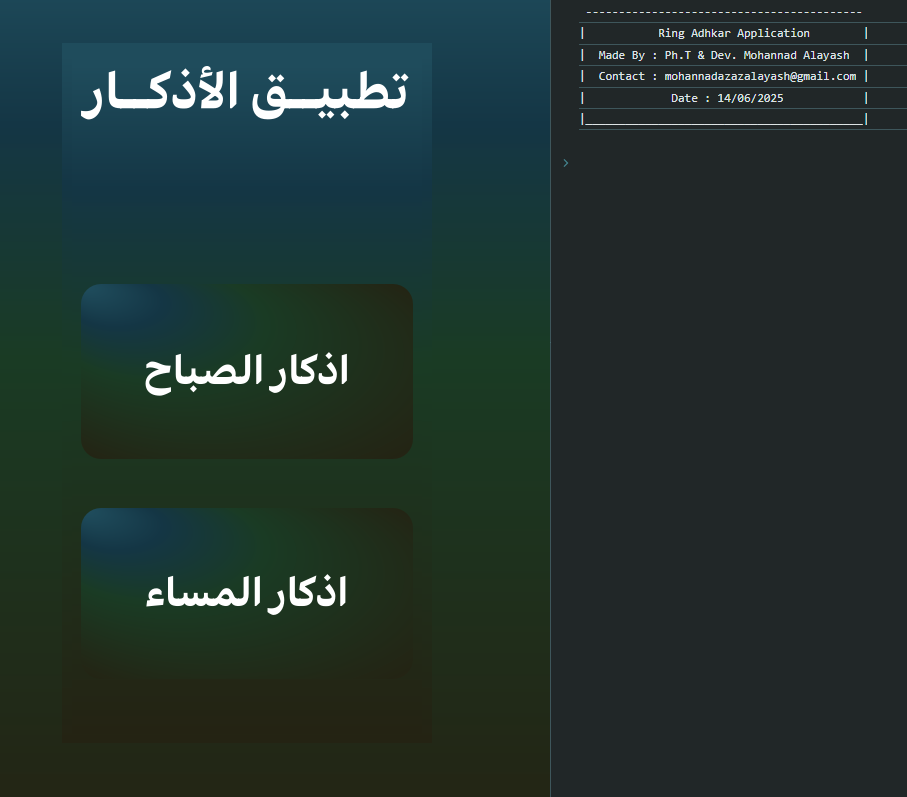 تطبيــق الأذكــار
اذكار الصباح
اذكار المساء
-----------------------------------------
| Ring Adhkar Application |
| Made By : Ph.T & Dev. Mohannad Alayash |
| Contact : mohannadazazalayash@gmail.com |
| Date : 14/06/2025 |
|_________________________________________|
›